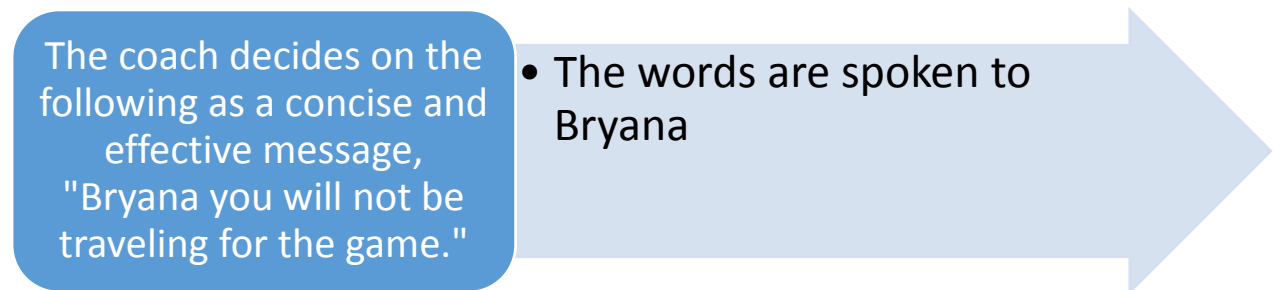 The coach decides on the
following as a concise and
effective message,
"Bryana you will not be
traveling for the game."
• The words are spoken to
Bryana